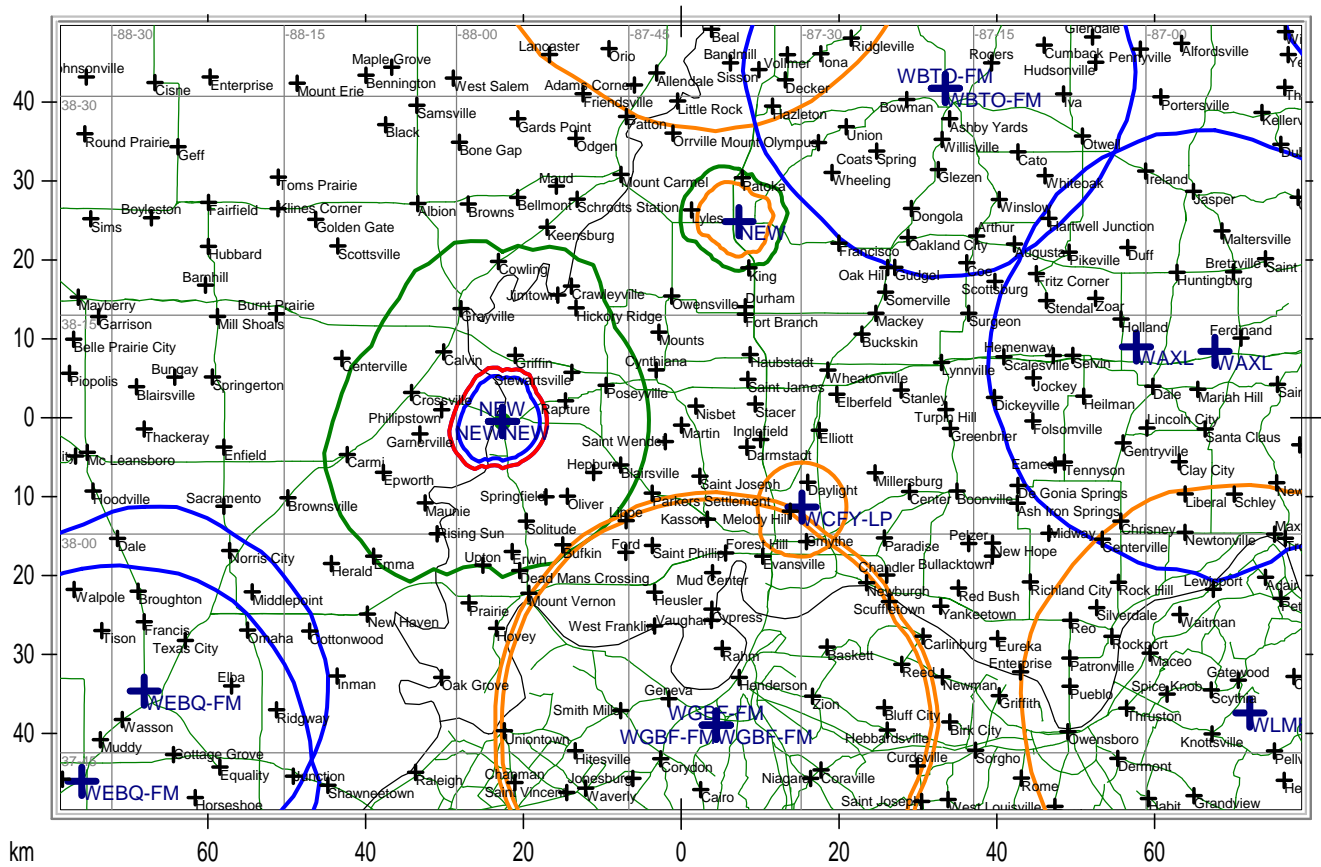 -88-30 -88-15 -88-00 -87-45 -87-30 -87-15 -87-00
Beal Glendale
Lancaster Orio Bandmill Vollmer Iona Ridgleville Rogers Cumback Pennyville Alfordsville
Maple Grove Allendale Sisson Hudsonville
Cisne Enterprise Mount Erie Bennington West Salem Adams Corner Decker WBTO-FM
40 38-30 Samsville Friendsville Little Rock Hazleton Bowman WBTO-FM Iva Portersville
Black Gards Point Patton Union Ashby Yards
Round Prairie Geff Bone Gap Odgen Orrville Mount Olympus Coats Spring Willisville Cato Otwell
30 Toms Prairie Maud Mount Carmel Patoka Wheeling Glezen Whiteoak Ireland
Boyleston Fairfield Klines Corner Albion Browns Bellmont Schrodts Station Lyles Dongola Winslow Jasper
Sims Golden Gate Keensburg NEW Arthur Hartwell Junction Maltersville
20 Hubbard Scottsville Francisco Oakland City Augusta Duff
Barnhill Cowling King Oak Hill Gudgel Coe Pikeville Bretzville Saint
Jimtown Crawleyville Scottsburg Fritz Corner Huntingburg
Mayberry Burnt Prairie Grayville Hickory Ridge Owensville Durham Somerville Stendal Zoar
10 38-15 Garrison Mill Shoals Fort Branch Mackey Surgeon Holland Ferdinand
Belle Prairie City Mounts Buckskin WAXL WAXL
Centerville Calvin Griffin Cynthiana Haubstadt Hemenway Selvin
Piopolis Bungay Springerton Stewartsville Wheatonville Lynnville Scalesville
Blairsville Crossville Poseyville Saint James Elberfeld Stanley Jockey Dale Mariah Hill
0 Phillipstown NEW Rapture Nisbet Stacer Turpin Hill Dickeyville Heilman
Thackeray Garnerville NEW NEW Martin Inglefield Elliott Greenbrier Folsomville Lincoln City Santa Claus
Mc Leansboro Enfield Carmi Saint Wendel Darmstadt Gentryville
Epworth Hepburn Blairsville Saint Joseph Daylight Millersburg Eames Tennyson Clay City
10 Hoodville Sacramento Brownsville Maunie Springfield Oliver Lippe Parkers Settlement Center Boonville De Gonia Springs Liberal Schley
Kasson Melody Hill WCFY-LP Ash Iron Springs
38-00 Dale Rising Sun Solitude Smythe Pelzer Midway Chrisney Newtonville
Norris City Emma Upton Erwin Bufkin Ford Saint Phillip Forest Hill Evansville Paradise New Hope Centerville
20 Herald Dead Mans Crossing Mud Center Chandler Bullacktown Lewisport
Walpole Broughton Middlepoint Mount Vernon Heusler Newburgh Red Bush Richland City Rock Hill
Prairie Scuffletown Yankeetown Silverdale
Francis New Haven West Franklin Vaughan Cypress Reo Waitman
Tison Texas City Omaha Cottonwood Hovey Carlinburg Eureka Rockport
30 Rahm Baskett Reed Enterprise Patronville Maceo
Elba Inman Oak Grove Geneva Handerson Newman Pueblo Spice Knob Gatewood
WEBQ-FM Zion Griffith Scythia
Wasson Ridgway Smith Mills WGBF-FM Bluff City Birk City Thruston WLM
40 Muddy Uniontown WGBF-FM WGBF-FM Hebbardsville Owensboro Knottsville
37-45 Cottage Grove Hitesville Corydon Curdsville Sorgho Dermont
Equality Junction Raleigh Chapman Jonesburg Niagara Coraville Rome
WEBQ-FM Shawneetown Saint Vincent Waverly Cairo
Horseshoe Saint Joseph West Louisville Habit Grandview
km 60 40 20 0 20 40 60